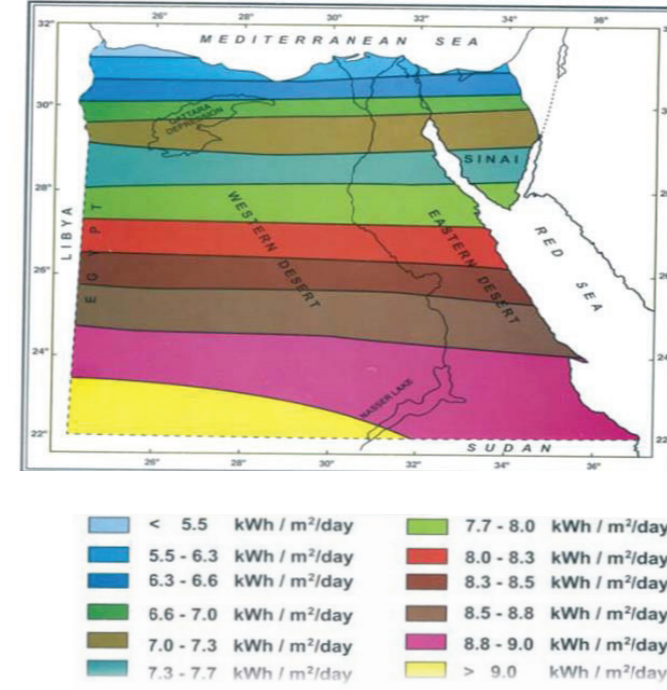 32° 30° 32° 34° 36°
MEDITERRANEAN SEA
30°
QATTARA DEPRESSION
SINAI
28°
WESTERN DESERT
EASTERN DESERT
RED SEA
LIBYA
EGYPT
26°
24°
NASSER LAKE
22°
SUDAN
26° 28° 30° 32° 34° 36°
< 5.5 kWh / m²/day
5.5 - 6.3 kWh / m²/day
6.3 - 6.6 kWh / m²/day
6.6 - 7.0 kWh / m²/day
7.0 - 7.3 kWh / m²/day
7.3 - 7.7 kWh / m²/day
7.7 - 8.0 kWh / m²/day
8.0 - 8.3 kWh / m²/day
8.3 - 8.5 kWh / m²/day
8.5 - 8.8 kWh / m²/day
8.8 - 9.0 kWh / m²/day
> 9.0 kWh / m²/day